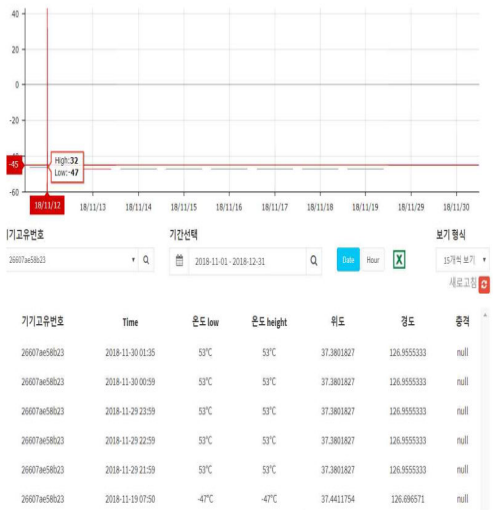 40
20
0
-20
-45
-60
High:32
Low:-47
18/11/12 18/11/13 18/11/14 18/11/15 18/11/16 18/11/17 18/11/18 18/11/19 18/11/29 18/11/30
기기고유번호 기간선택 보기 형식
26607ae58b23 2018-11-01 - 2018-12-31 Date Hour 15개씩 보기
새로고침
기기고유번호 Time 온도 low 온도 height 위도 경도 충격
26607ae58b23 2018-11-30 01:35 53°C 53°C 37.3801827 126.9555333 null
26607ae58b23 2018-11-30 00:59 53°C 53°C 37.3801827 126.9555333 null
26607ae58b23 2018-11-29 23:59 53°C 53°C 37.3801827 126.9555333 null
26607ae58b23 2018-11-29 22:59 53°C 53°C 37.3801827 126.9555333 null
26607ae58b23 2018-11-29 21:59 53°C 53°C 37.3801827 126.9555333 null
26607ae58b23 2018-11-19 07:50 -47°C -47°C 37.4411754 126.696571 null